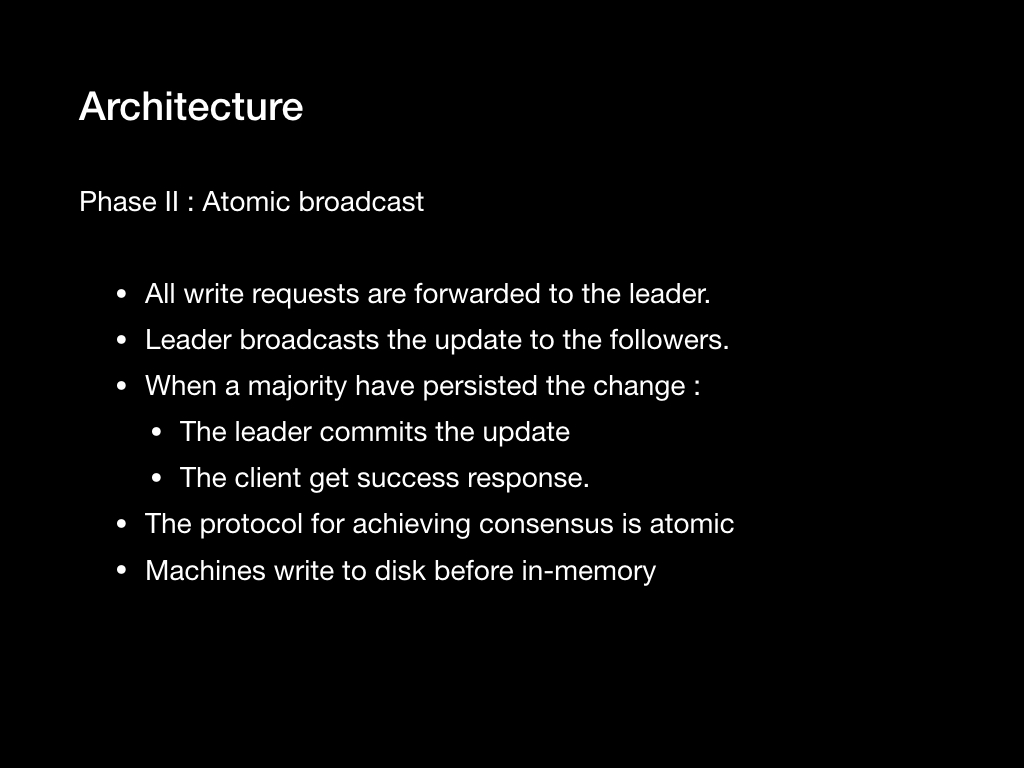 Architecture
Phase II : Atomic broadcast
• All write requests are forwarded to the leader.
• Leader broadcasts the update to the followers.
• When a majority have persisted the change :
• The leader commits the update
• The client get success response.
• The protocol for achieving consensus is atomic
• Machines write to disk before in-memory